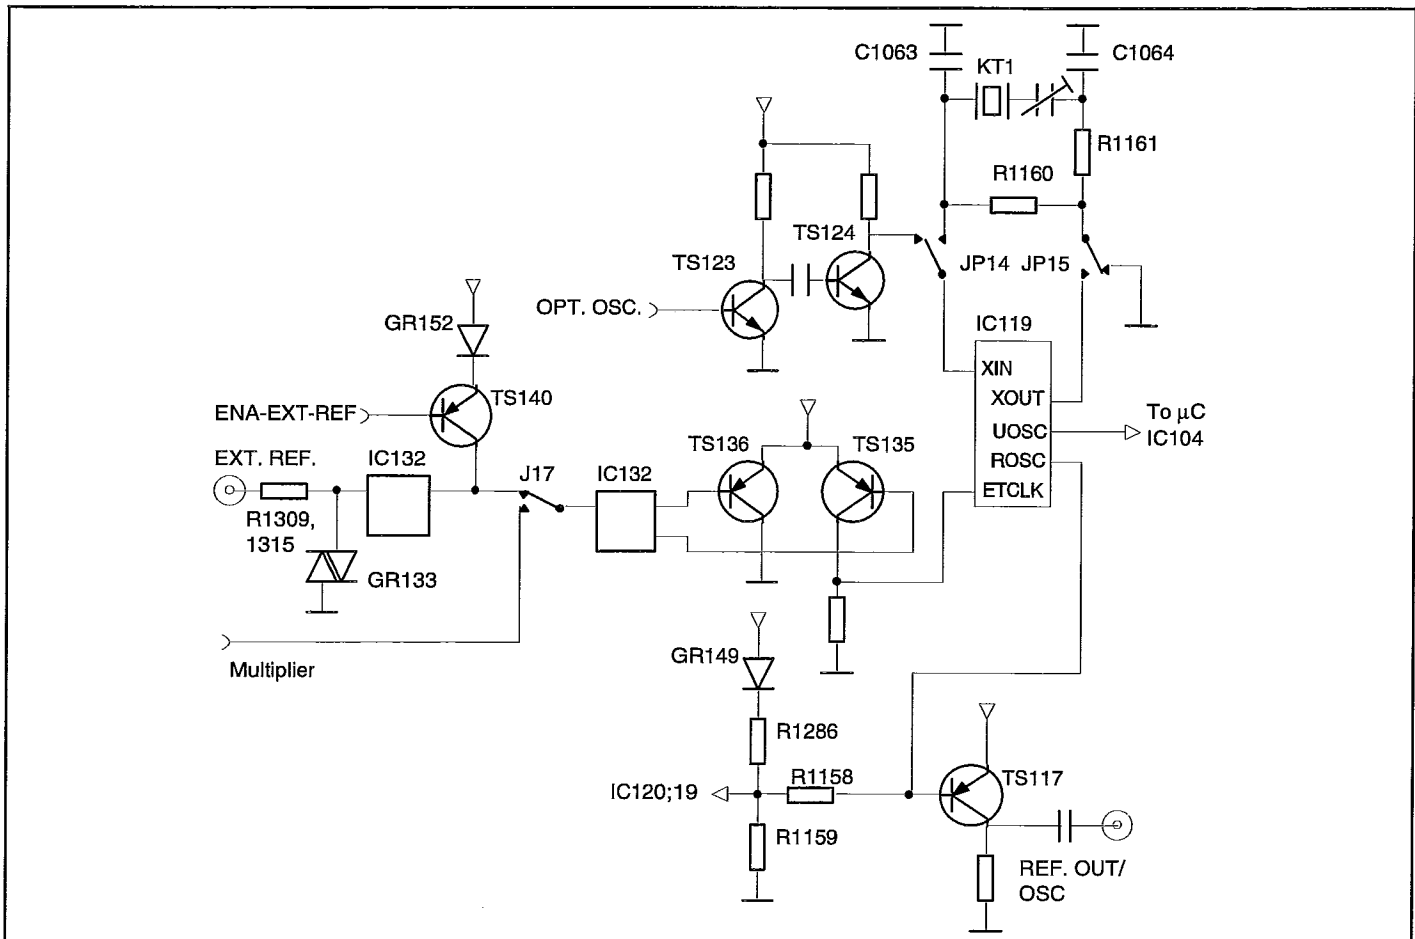 C1063
KT1
C1064
R1161
R1160
TS124
TS123
JP14
JP15
OPT. OSC.
GR152
IC119
XIN
TS140
XOUT
ENA-EXT-REF
To µC
IC104
UOSC
TS136
TS135
EXT. REF.
IC132
J17
IC132
ROSC
ETCLK
R1309,
1315
GR133
Multiplier
GR149
R1286
R1158
TS117
IC120;19
R1159
REF. OUT/
OSC